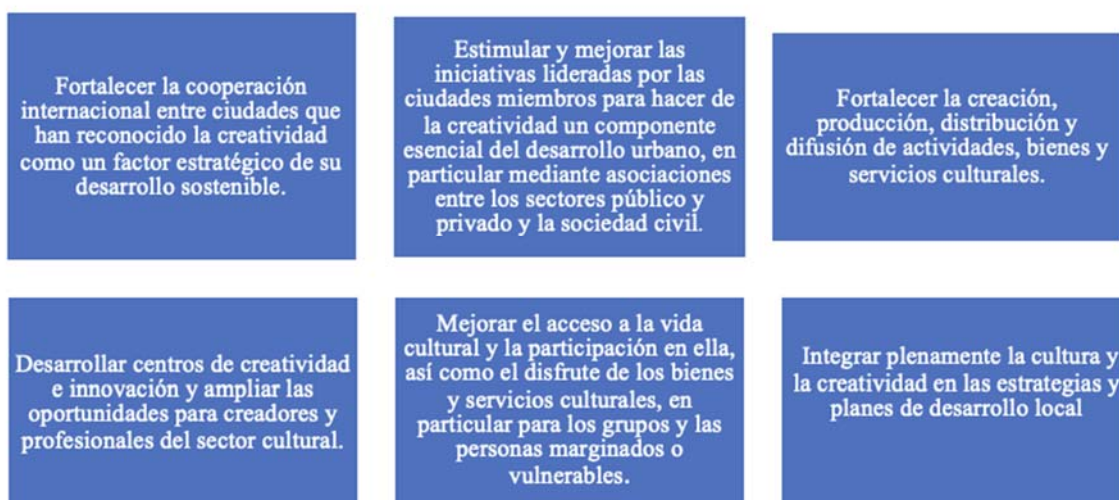 Fortalecer la cooperación
internacional entre ciudades que
han reconocido la creatividad
como un factor estratégico de su
desarrollo sostenible.
Estimular y mejorar las
iniciativas lideradas por las
ciudades miembros para hacer de
la creatividad un componente
esencial del desarrollo urbano, en
particular mediante asociaciones
entre los sectores público y
privado y la sociedad civil.
Fortalecer la creación,
producción, distribución y
difusión de actividades, bienes y
servicios culturales.
Desarrollar centros de creatividad
e innovación y ampliar las
oportunidades para creadores y
profesionales del sector cultural.
Mejorar el acceso a la vida
cultural y la participación en ella,
así como el disfrute de los bienes
y servicios culturales, en
particular para los grupos y las
personas marginados o
vulnerables.
Integrar plenamente la cultura y
la creatividad en las estrategias y
planes de desarrollo local